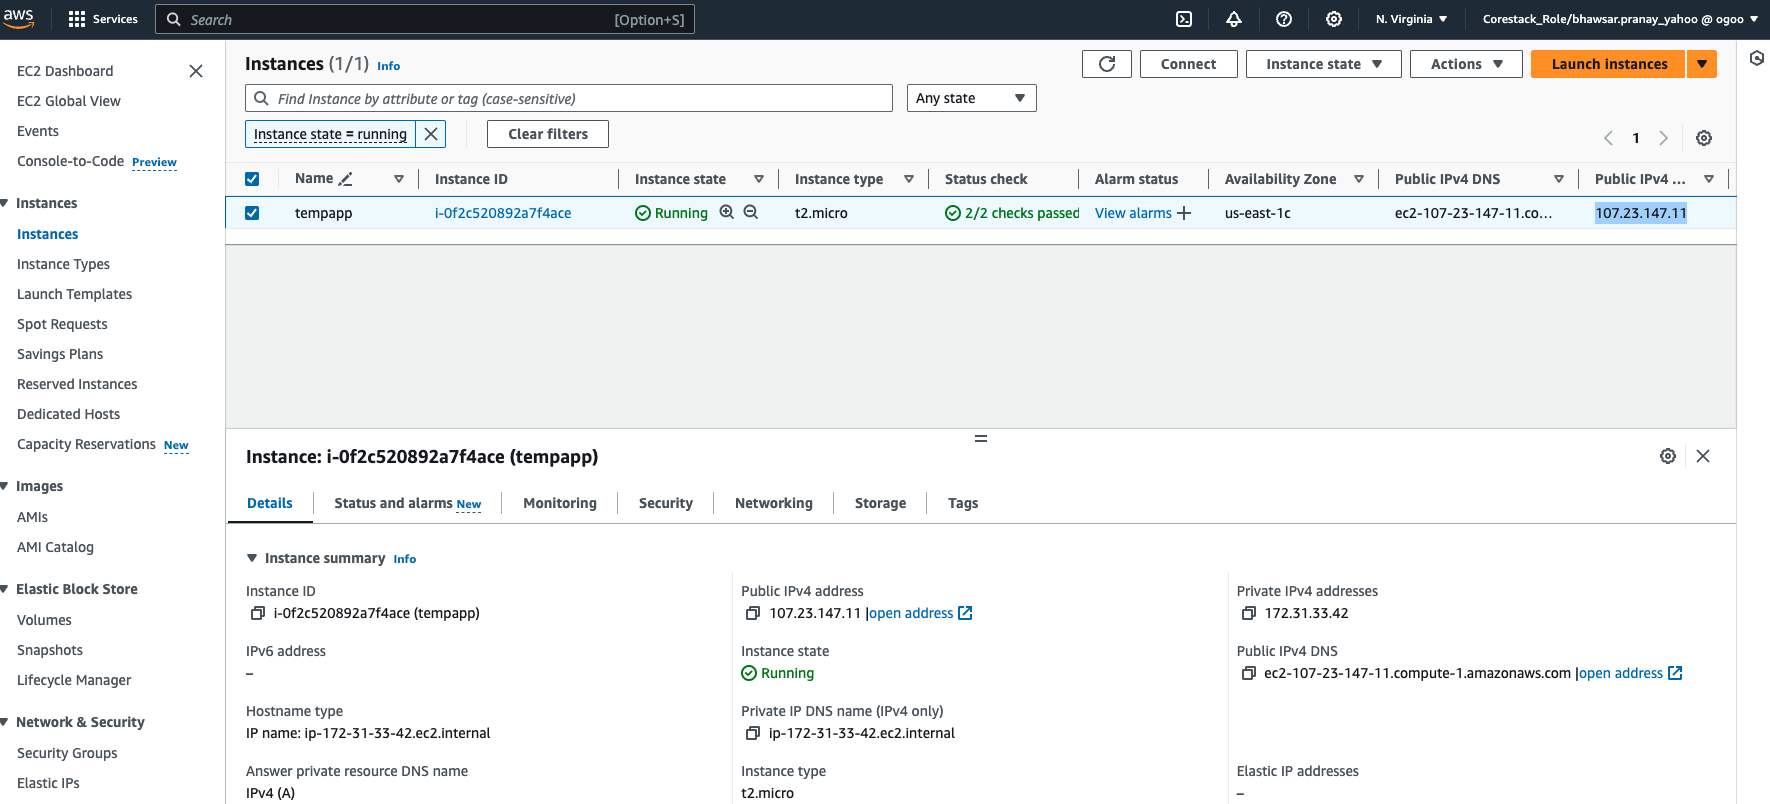 aws
Services
Search
[Option+S]
N. Virginia
Corestack_Role/bhawsar.pranay_yahoo @ ogoo
EC2 Dashboard
EC2 Global View
Events
Console-to-Code Preview
Instances
Instances
Instance Types
Launch Templates
Spot Requests
Savings Plans
Reserved Instances
Dedicated Hosts
Capacity Reservations New
Images
AMIs
AMI Catalog
Elastic Block Store
Volumes
Snapshots
Lifecycle Manager
Network & Security
Security Groups
Elastic IPs
Instances (1/1) Info
Connect
Instance state
Actions
Launch instances
Find Instance by attribute or tag (case-sensitive)
Any state
Instance state = running
Clear filters
1
Name
Instance ID
Instance state
Instance type
Status check
Alarm status
Availability Zone
Public IPv4 DNS
Public IPv4 ...
tempapp
i-0f2c520892a7f4ace
Running
t2.micro
2/2 checks passed
View alarms
us-east-1c
ec2-107-23-147-11.co...
107.23.147.11
Instance: i-0f2c520892a7f4ace (tempapp)
Details
Status and alarms New
Monitoring
Security
Networking
Storage
Tags
Instance summary Info
Instance ID
i-0f2c520892a7f4ace (tempapp)
Public IPv4 address
107.23.147.11 |open address
Private IPv4 addresses
172.31.33.42
IPv6 address
–
Instance state
Running
Public IPv4 DNS
ec2-107-23-147-11.compute-1.amazonaws.com |open address
Hostname type
IP name: ip-172-31-33-42.ec2.internal
Private IP DNS name (IPv4 only)
ip-172-31-33-42.ec2.internal
Answer private resource DNS name
IPv4 (A)
Instance type
t2.micro
Elastic IP addresses
–